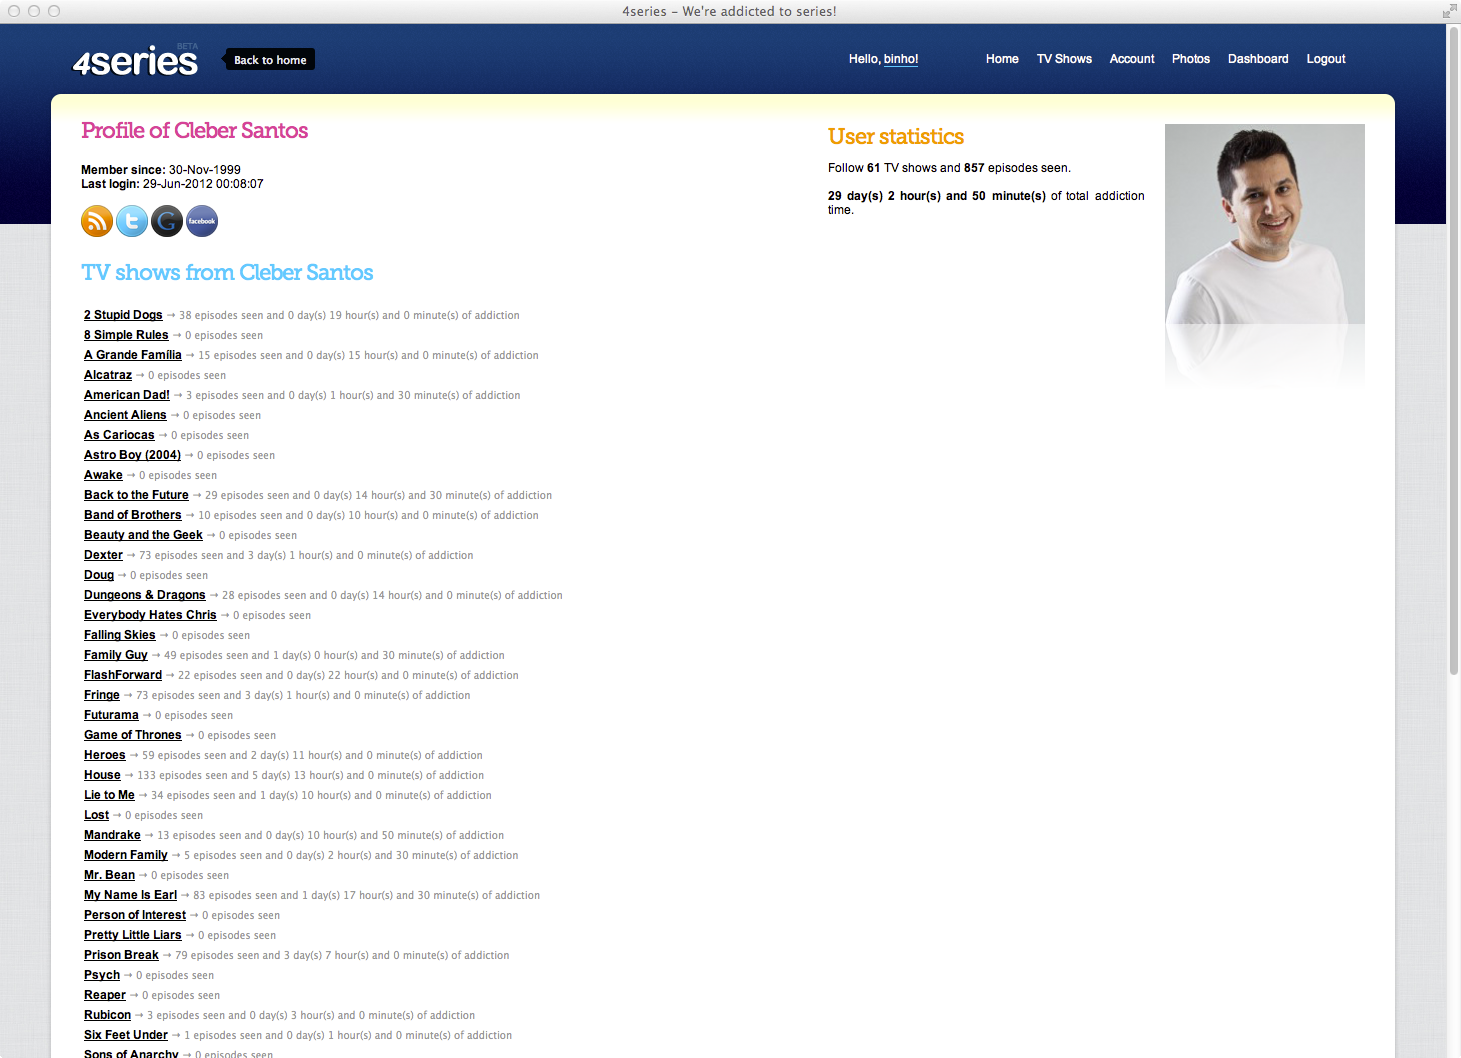 4series – We're addicted to series!
BETA
4series
Back to home
Hello, binho!
Home TV Shows Account Photos Dashboard Logout
Profile of Cleber Santos
Member since: 30-Nov-1999
Last login: 29-Jun-2012 00:08:07
G
facebook
User statistics
Follow 61 TV shows and 857 episodes seen.
29 day(s) 2 hour(s) and 50 minute(s) of total addiction
time.
TV shows from Cleber Santos
2 Stupid Dogs → 38 episodes seen and 0 day(s) 19 hour(s) and 0 minute(s) of addiction
8 Simple Rules → 0 episodes seen
A Grande Família → 15 episodes seen and 0 day(s) 15 hour(s) and 0 minute(s) of addiction
Alcatraz → 0 episodes seen
American Dad! → 3 episodes seen and 0 day(s) 1 hour(s) and 30 minute(s) of addiction
Ancient Aliens → 0 episodes seen
As Cariocas → 0 episodes seen
Astro Boy (2004) → 0 episodes seen
Awake → 0 episodes seen
Back to the Future → 29 episodes seen and 0 day(s) 14 hour(s) and 30 minute(s) of addiction
Band of Brothers → 10 episodes seen and 0 day(s) 10 hour(s) and 0 minute(s) of addiction
Beauty and the Geek → 0 episodes seen
Dexter → 73 episodes seen and 3 day(s) 1 hour(s) and 0 minute(s) of addiction
Doug → 0 episodes seen
Dungeons & Dragons → 28 episodes seen and 0 day(s) 14 hour(s) and 0 minute(s) of addiction
Everybody Hates Chris → 0 episodes seen
Falling Skies → 0 episodes seen
Family Guy → 49 episodes seen and 1 day(s) 0 hour(s) and 30 minute(s) of addiction
FlashForward → 22 episodes seen and 0 day(s) 22 hour(s) and 0 minute(s) of addiction
Fringe → 73 episodes seen and 3 day(s) 1 hour(s) and 0 minute(s) of addiction
Futurama → 0 episodes seen
Game of Thrones → 0 episodes seen
Heroes → 59 episodes seen and 2 day(s) 11 hour(s) and 0 minute(s) of addiction
House → 133 episodes seen and 5 day(s) 13 hour(s) and 0 minute(s) of addiction
Lie to Me → 34 episodes seen and 1 day(s) 10 hour(s) and 0 minute(s) of addiction
Lost → 0 episodes seen
Mandrake → 13 episodes seen and 0 day(s) 10 hour(s) and 50 minute(s) of addiction
Modern Family → 5 episodes seen and 0 day(s) 2 hour(s) and 30 minute(s) of addiction
Mr. Bean → 0 episodes seen
My Name Is Earl → 83 episodes seen and 1 day(s) 17 hour(s) and 30 minute(s) of addiction
Person of Interest → 0 episodes seen
Pretty Little Liars → 0 episodes seen
Prison Break → 79 episodes seen and 3 day(s) 7 hour(s) and 0 minute(s) of addiction
Psych → 0 episodes seen
Reaper → 0 episodes seen
Rubicon → 3 episodes seen and 0 day(s) 3 hour(s) and 0 minute(s) of addiction
Six Feet Under → 1 episodes seen and 0 day(s) 1 hour(s) and 0 minute(s) of addiction
Sons of Anarchy → 0 episodes seen